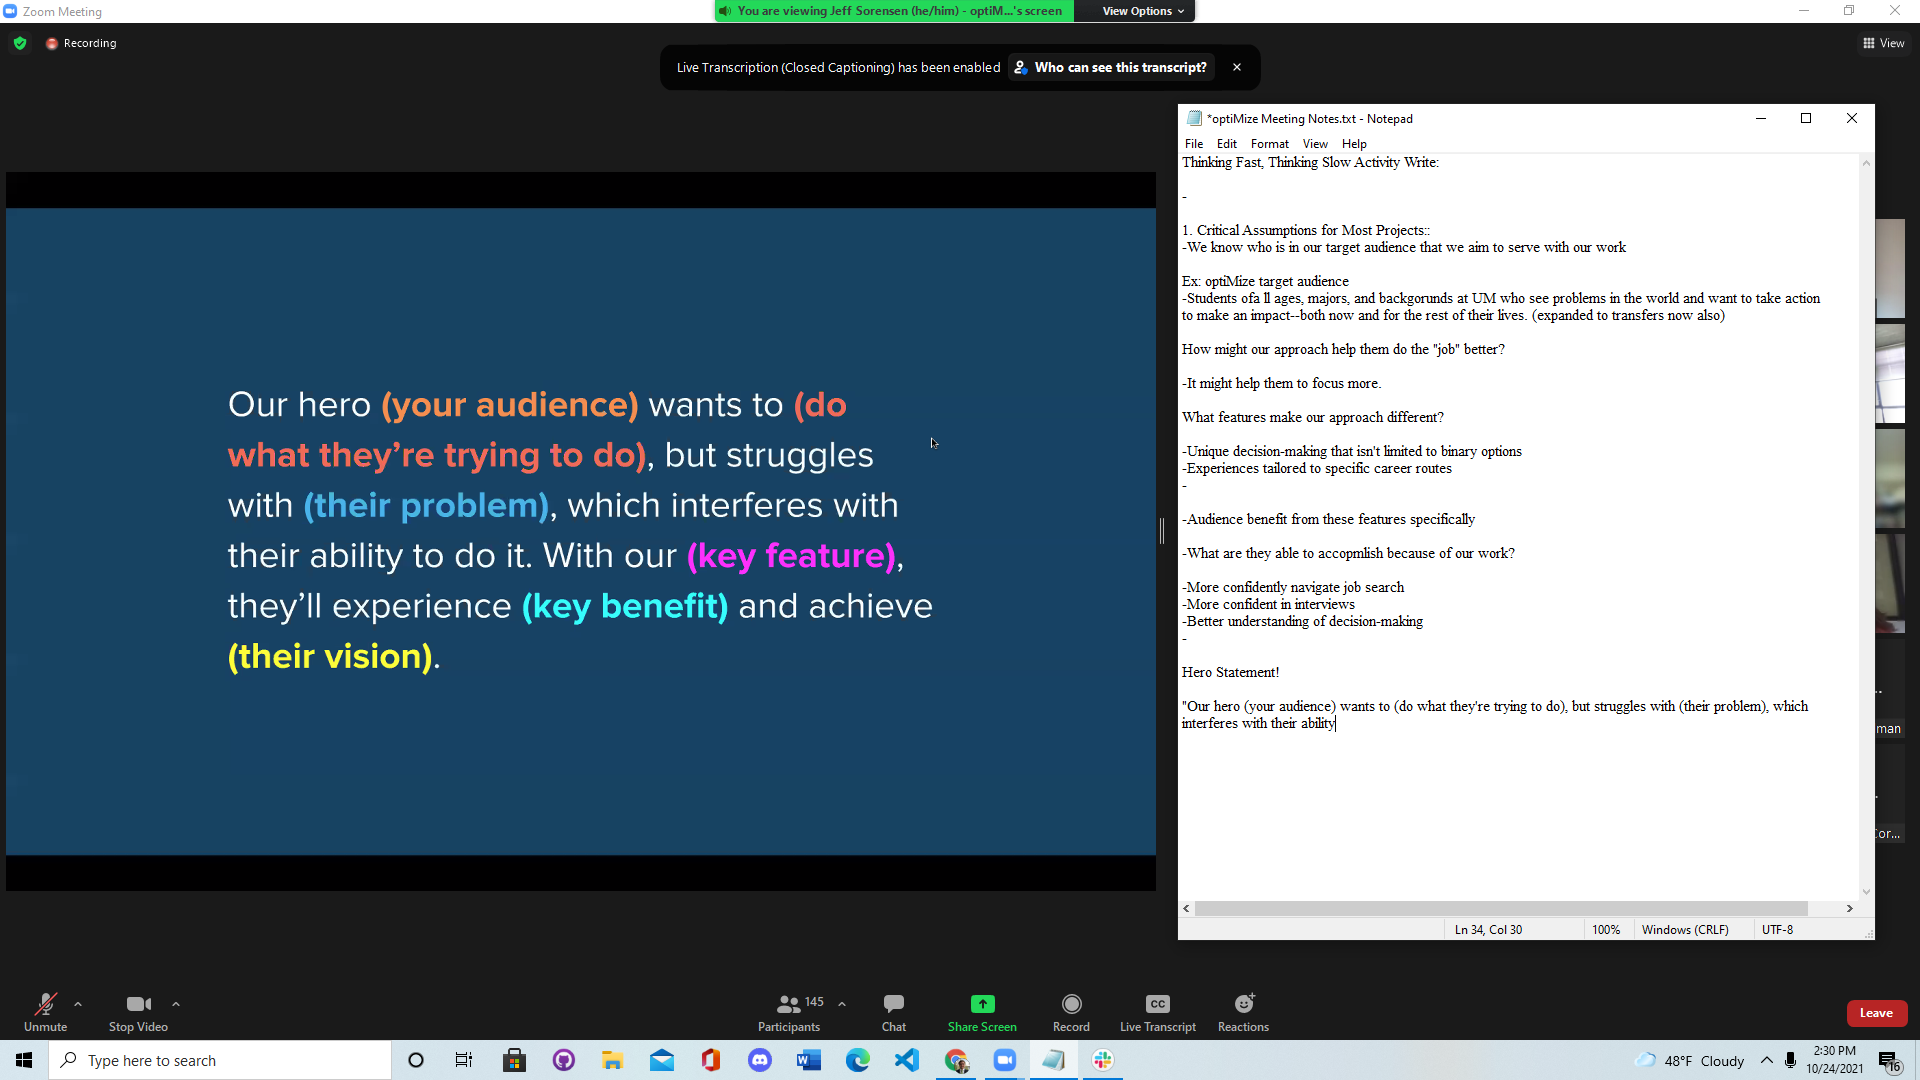 Zoom Meeting
You are viewing Jeff Sorensen (he/him) - optiM...'s screen
View Options
Recording
View
Live Transcription (Closed Captioning) has been enabled
Who can see this transcript?
Our hero (your audience) wants to (do
what they’re trying to do), but struggles
with (their problem), which interferes with
their ability to do it. With our (key feature),
they’ll experience (key benefit) and achieve
(their vision).
*optiMize Meeting Notes.txt - Notepad
File Edit Format View Help
Thinking Fast, Thinking Slow Activity Write:
-
1. Critical Assumptions for Most Projects::
-We know who is in our target audience that we aim to serve with our work
Ex: optiMize target audience
-Students ofa ll ages, majors, and backgorunds at UM who see problems in the world and want to take action
to make an impact--both now and for the rest of their lives. (expanded to transfers now also)
How might our approach help them do the "job" better?
-It might help them to focus more.
What features make our approach different?
-Unique decision-making that isn't limited to binary options
-Experiences tailored to specific career routes
-
-Audience benefit from these features specifically
-What are they able to accopmlish because of our work?
-More confidently navigate job search
-More confident in interviews
-Better understanding of decision-making
-
Hero Statement!
"Our hero (your audience) wants to (do what they're trying to do), but struggles with (their problem), which
interferes with their ability
Ln 34, Col 30
100%
Windows (CRLF)
UTF-8
...
man
Cor...
Unmute
Stop Video
145
Participants
Chat
Share Screen
Record
CC
Live Transcript
Reactions
Leave
Type here to search
48°F Cloudy
2:30 PM
10/24/2021
16